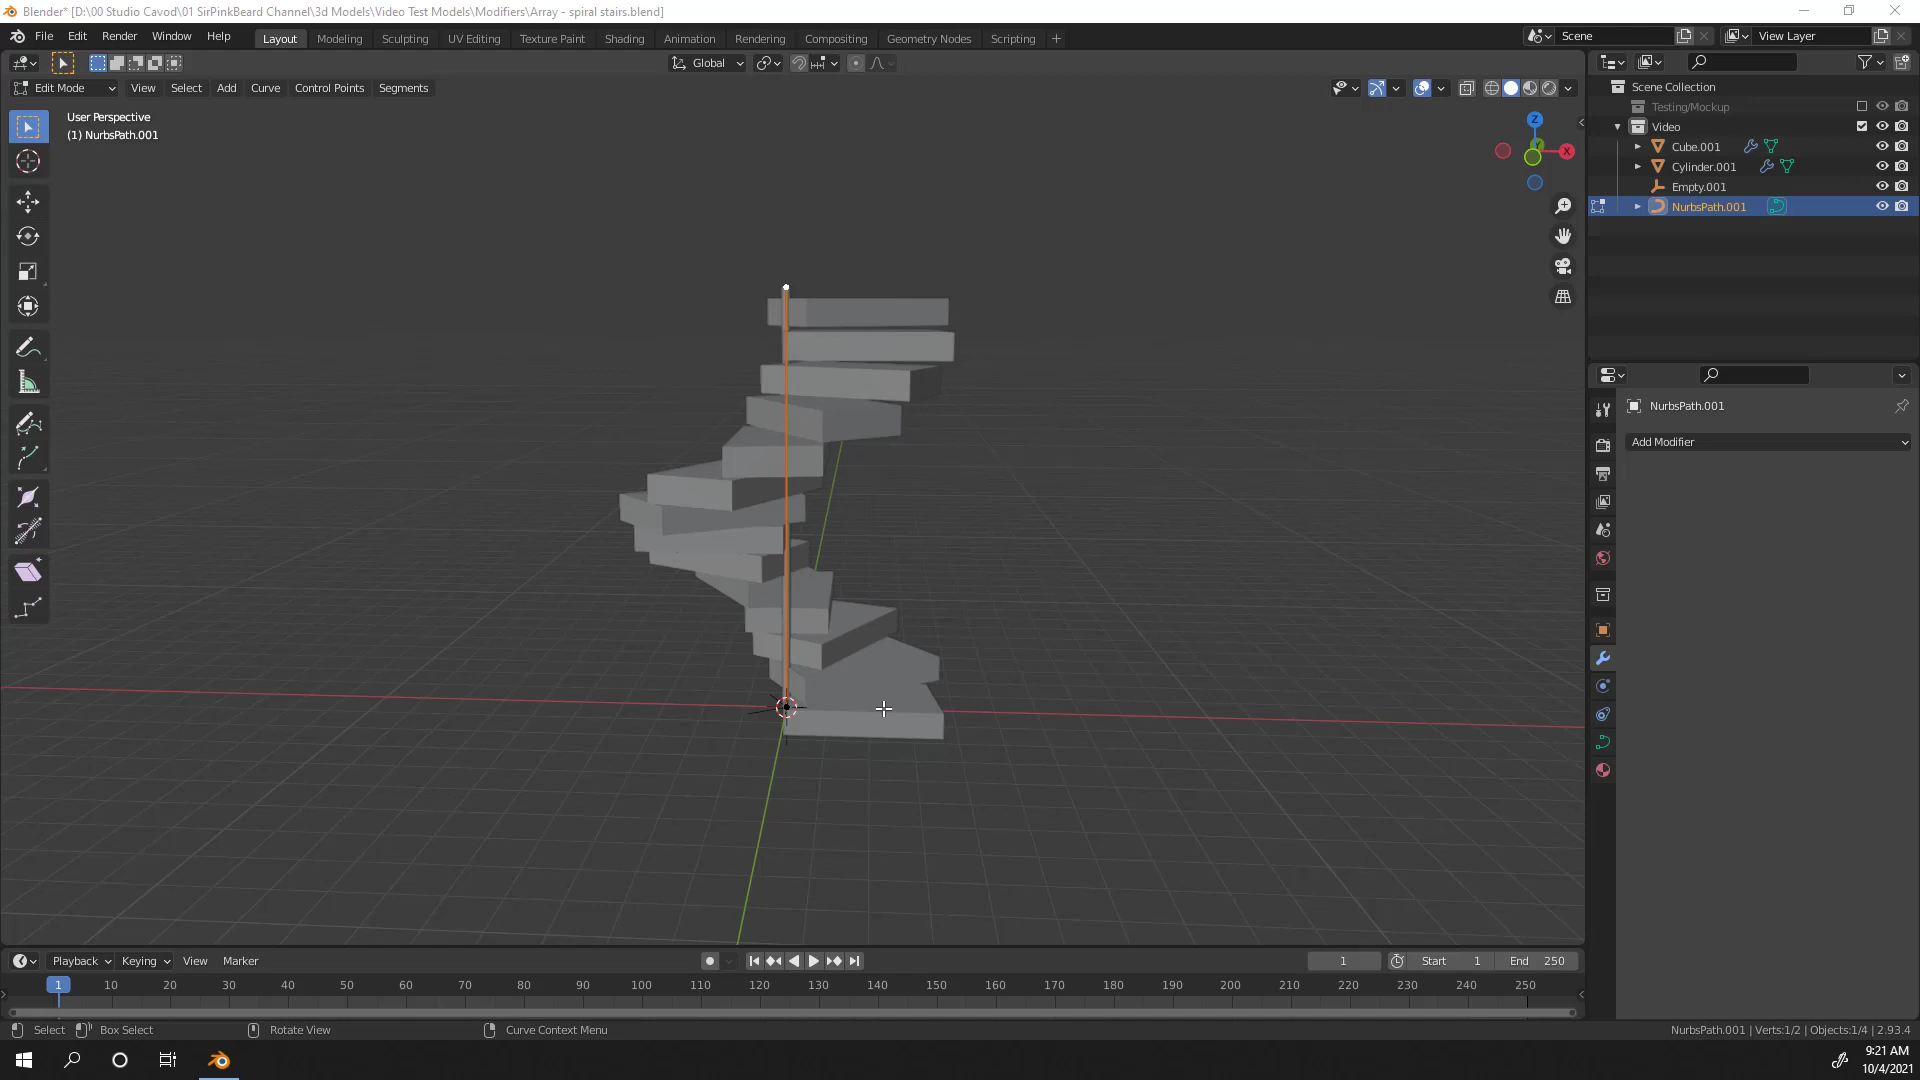 Blender* [D:\00 Studio Cavod\01 SirPinkBeard Channel\3d Models\Video Test Models\Modifiers\Array - spiral stairs.blend]
File Edit Render Window Help Layout Modeling Sculpting UV Editing Texture Paint Shading Animation Rendering Compositing Geometry Nodes Scripting + Scene View Layer
Global
Edit Mode View Select Add Curve Control Points Segments
Scene Collection
Testing/Mockup
User Perspective
(1) NurbsPath.001
Z
Y
X
Video
Cube.001
Cylinder.001
Empty.001
NurbsPath.001
NurbsPath.001
Add Modifier
Playback Keying View Marker 1 Start 1 End 250
1 10 20 30 40 50 60 70 80 90 100 110 120 130 140 150 160 170 180 190 200 210 220 230 240 250
Select Box Select Rotate View Curve Context Menu NurbsPath.001 | Verts:1/2 | Objects:1/4 | 2.93.4
9:21 AM
10/4/2021